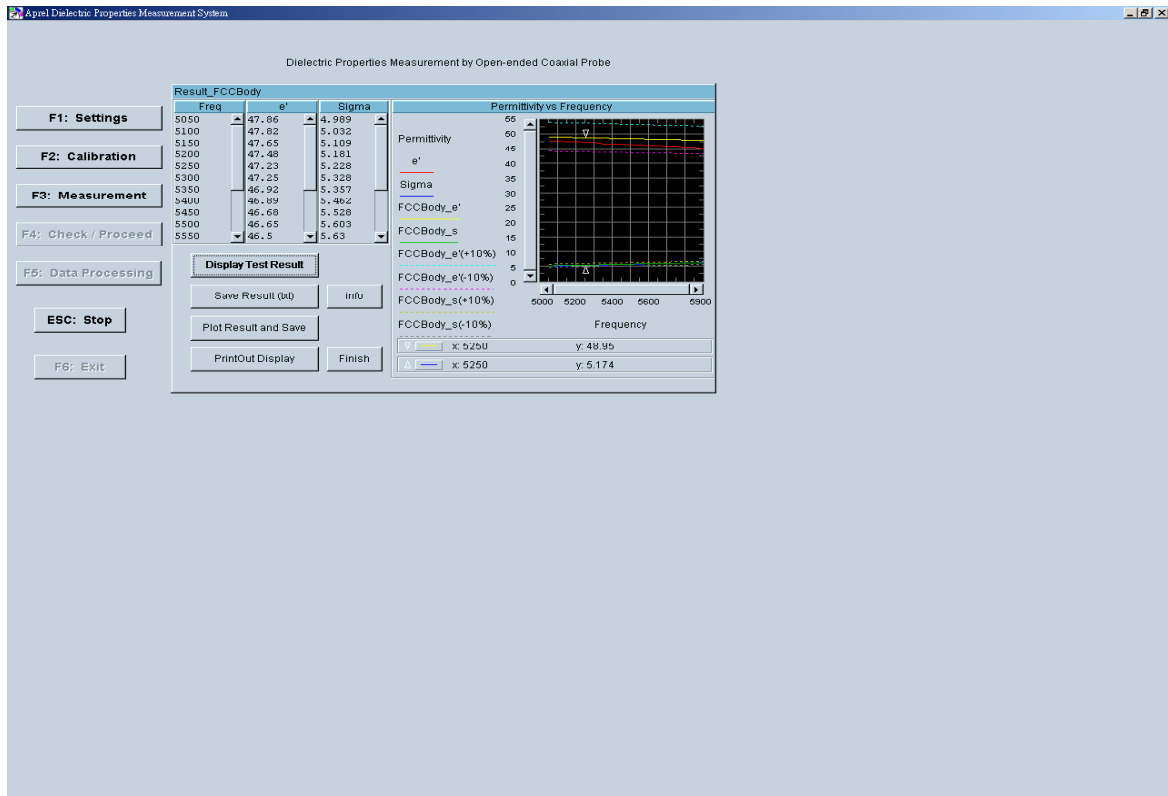 Aprel Dielectric Properties Measurement System
Dielectric Properties Measurement by Open-ended Coaxial Probe
F1: Settings
F2: Calibration
F3: Measurement
F4: Check / Proceed
F5: Data Processing
ESC: Stop
F6: Exit
Result_FCCBody
Freq e' Sigma
5050 47.86 4.989
5100 47.82 5.032
5150 47.65 5.109
5200 47.48 5.181
5250 47.23 5.228
5300 47.25 5.328
5350 46.92 5.357
5400 46.89 5.462
5450 46.68 5.528
5500 46.65 5.603
5550 46.5 5.63
Display Test Result
Save Result (txt) Info
Plot Result and Save
PrintOut Display Finish
Permittivity vs Frequency
Permittivity
e'
Sigma
FCCBody_e'
FCCBody_s
FCCBody_e'(+10%)
FCCBody_e'(-10%)
FCCBody_s(+10%)
FCCBody_s(-10%)
55
50
45
40
35
30
25
20
15
10
5
0
5000 5200 5400 5600 5900
Frequency
x: 5250 y: 48.95
x: 5250 y: 5.174